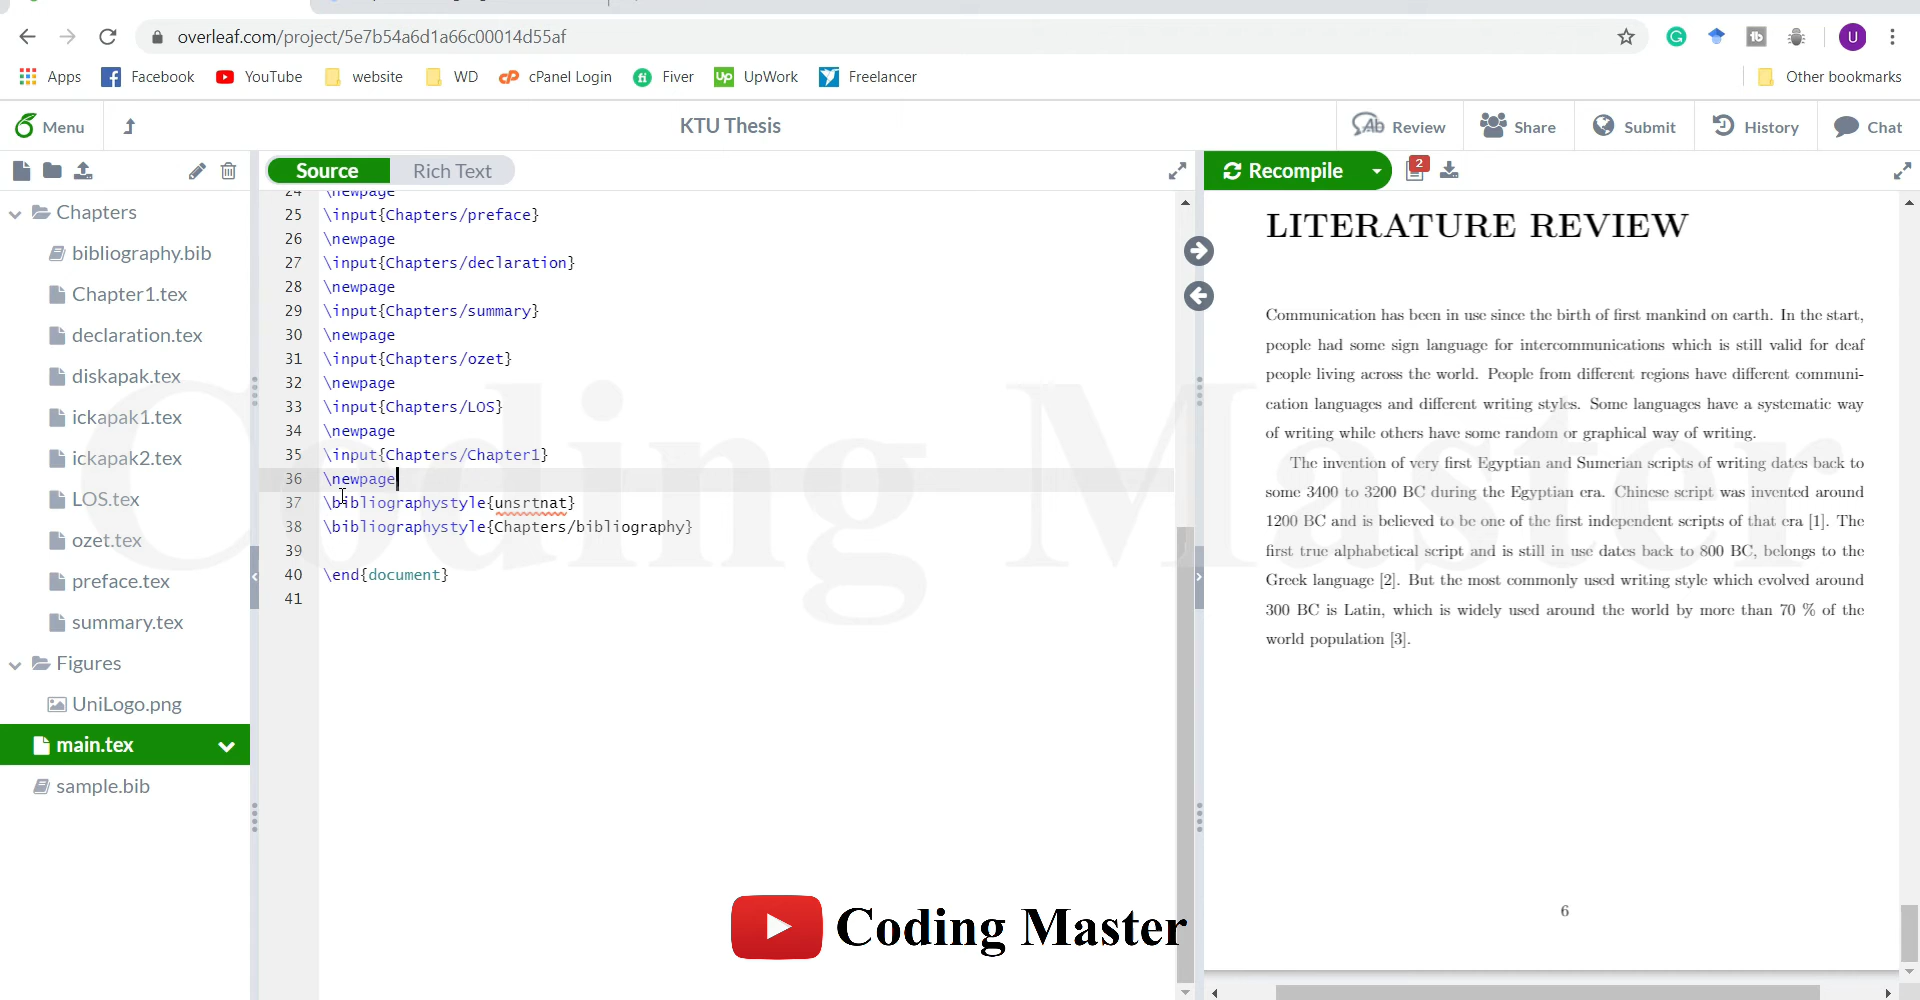 overleaf.com/project/5e7b54a6d1a66c00014d55af
Apps Facebook YouTube website WD cPanel Login Fiver UpWork Freelancer Other bookmarks
Menu KTU Thesis Review Share Submit History Chat
Source Rich Text Recompile 2
Chapters
bibliography.bib
Chapter1.tex
declaration.tex
diskapak.tex
ickapak1.tex
ickapak2.tex
LOS.tex
ozet.tex
preface.tex
summary.tex
Figures
UniLogo.png
main.tex
sample.bib
24 \newpage
25 \input{Chapters/preface}
26 \newpage
27 \input{Chapters/declaration}
28 \newpage
29 \input{Chapters/summary}
30 \newpage
31 \input{Chapters/ozet}
32 \newpage
33 \input{Chapters/LOS}
34 \newpage
35 \input{Chapters/Chapter1}
36 \newpage
37 \bibliographystyle{unsrtnat}
38 \bibliographystyle{Chapters/bibliography}
39
40 \end{document}
41
LITERATURE REVIEW
Communication has been in use since the birth of first mankind on earth. In the start,
people had some sign language for intercommunications which is still valid for deaf
people living across the world. People from different regions have different communi-
cation languages and different writing styles. Some languages have a systematic way
of writing while others have some random or graphical way of writing.
The invention of very first Egyptian and Sumerian scripts of writing dates back to
some 3400 to 3200 BC during the Egyptian era. Chinese script was invented around
1200 BC and is believed to be one of the first independent scripts of that era [1]. The
first true alphabetical script and is still in use dates back to 800 BC, belongs to the
Greek language [2]. But the most commonly used writing style which evolved around
300 BC is Latin, which is widely used around the world by more than 70 % of the
world population [3].
6
Coding Master
Coding Master